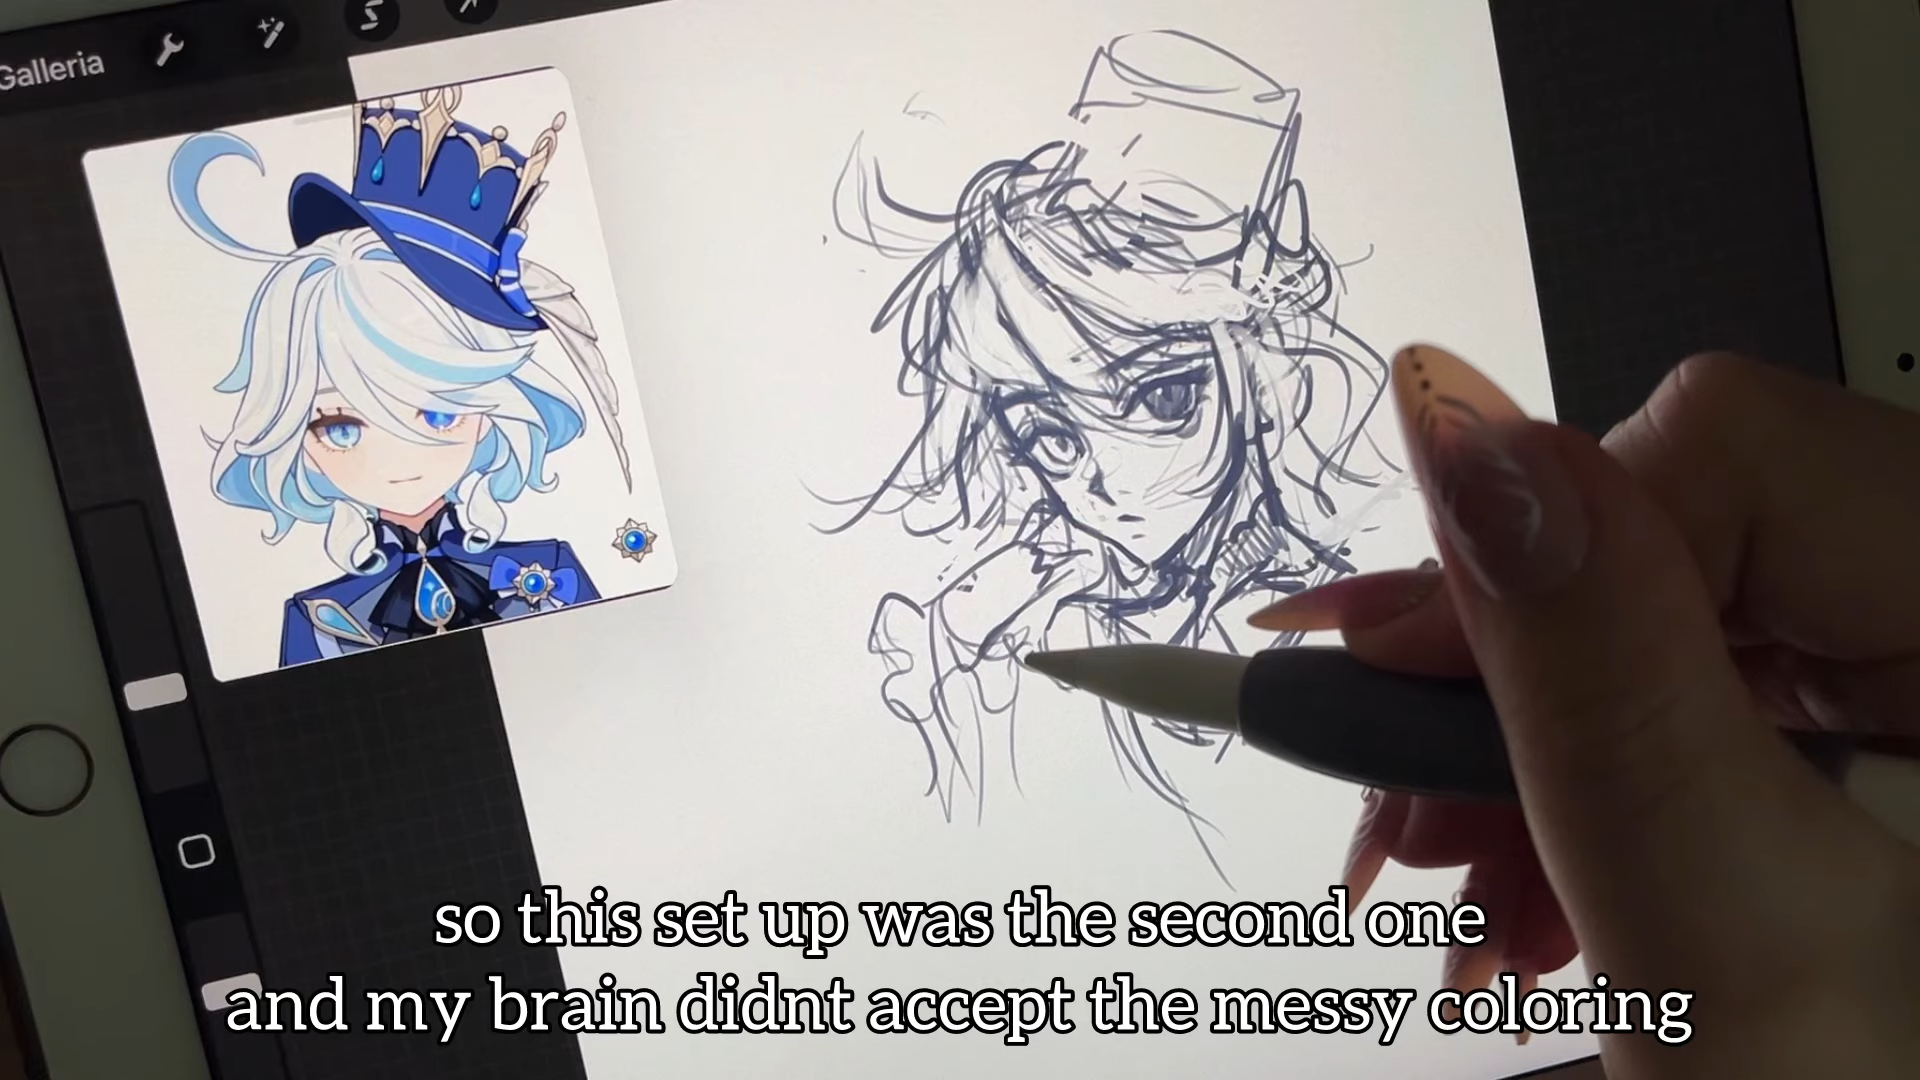 Galleria
so this set up was the second one
and my brain didnt accept the messy coloring